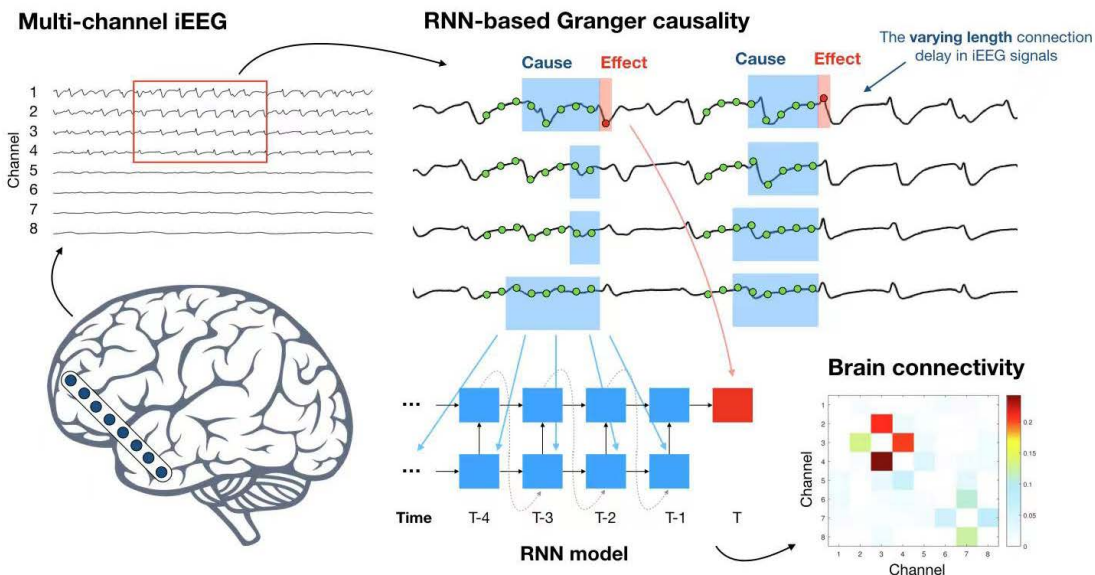 Multi-channel iEEG
Channel
1
2
3
4
5
6
7
8
RNN-based Granger causality
Cause
Effect
Cause
Effect
The varying length connection
delay in iEEG signals
...
...
Time
T-4
T-3
T-2
T-1
T
RNN model
Brain connectivity
Channel
1
2
3
4
5
6
7
8
1
2
3
4
5
6
7
8
Channel
0.2
0.15
0.1
0.05
0